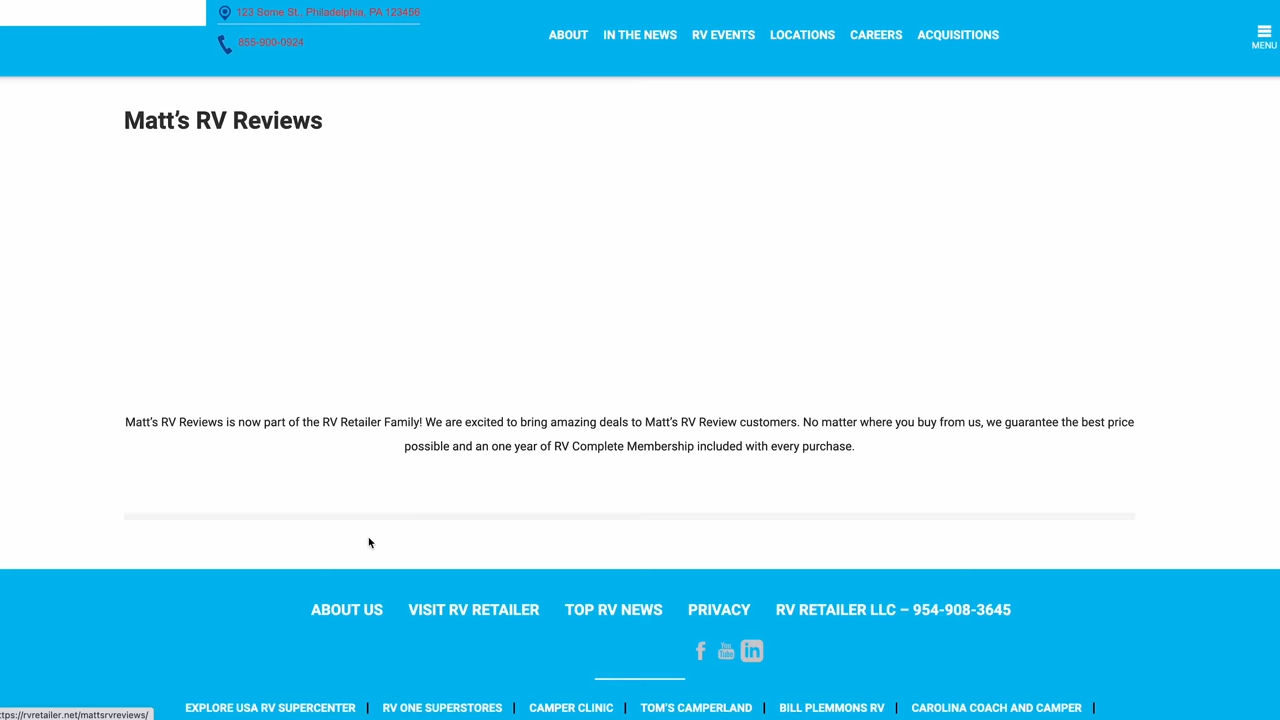 123 Some St., Philadelphia, PA 123456
855-900-0924
ABOUT IN THE NEWS RV EVENTS LOCATIONS CAREERS ACQUISITIONS
MENU
Matt's RV Reviews
Matt's RV Reviews is now part of the RV Retailer Family! We are excited to bring amazing deals to Matt's RV Review customers. No matter where you buy from us, we guarantee the best price
possible and an one year of RV Complete Membership included with every purchase.
ABOUT US VISIT RV RETAILER TOP RV NEWS PRIVACY RV RETAILER LLC – 954-908-3645
f You Tube in
EXPLORE USA RV SUPERCENTER | RV ONE SUPERSTORES | CAMPER CLINIC | TOM'S CAMPERLAND | BILL PLEMMONS RV | CAROLINA COACH AND CAMPER |
ttps://rvretailer.net/mattsrvreviews/